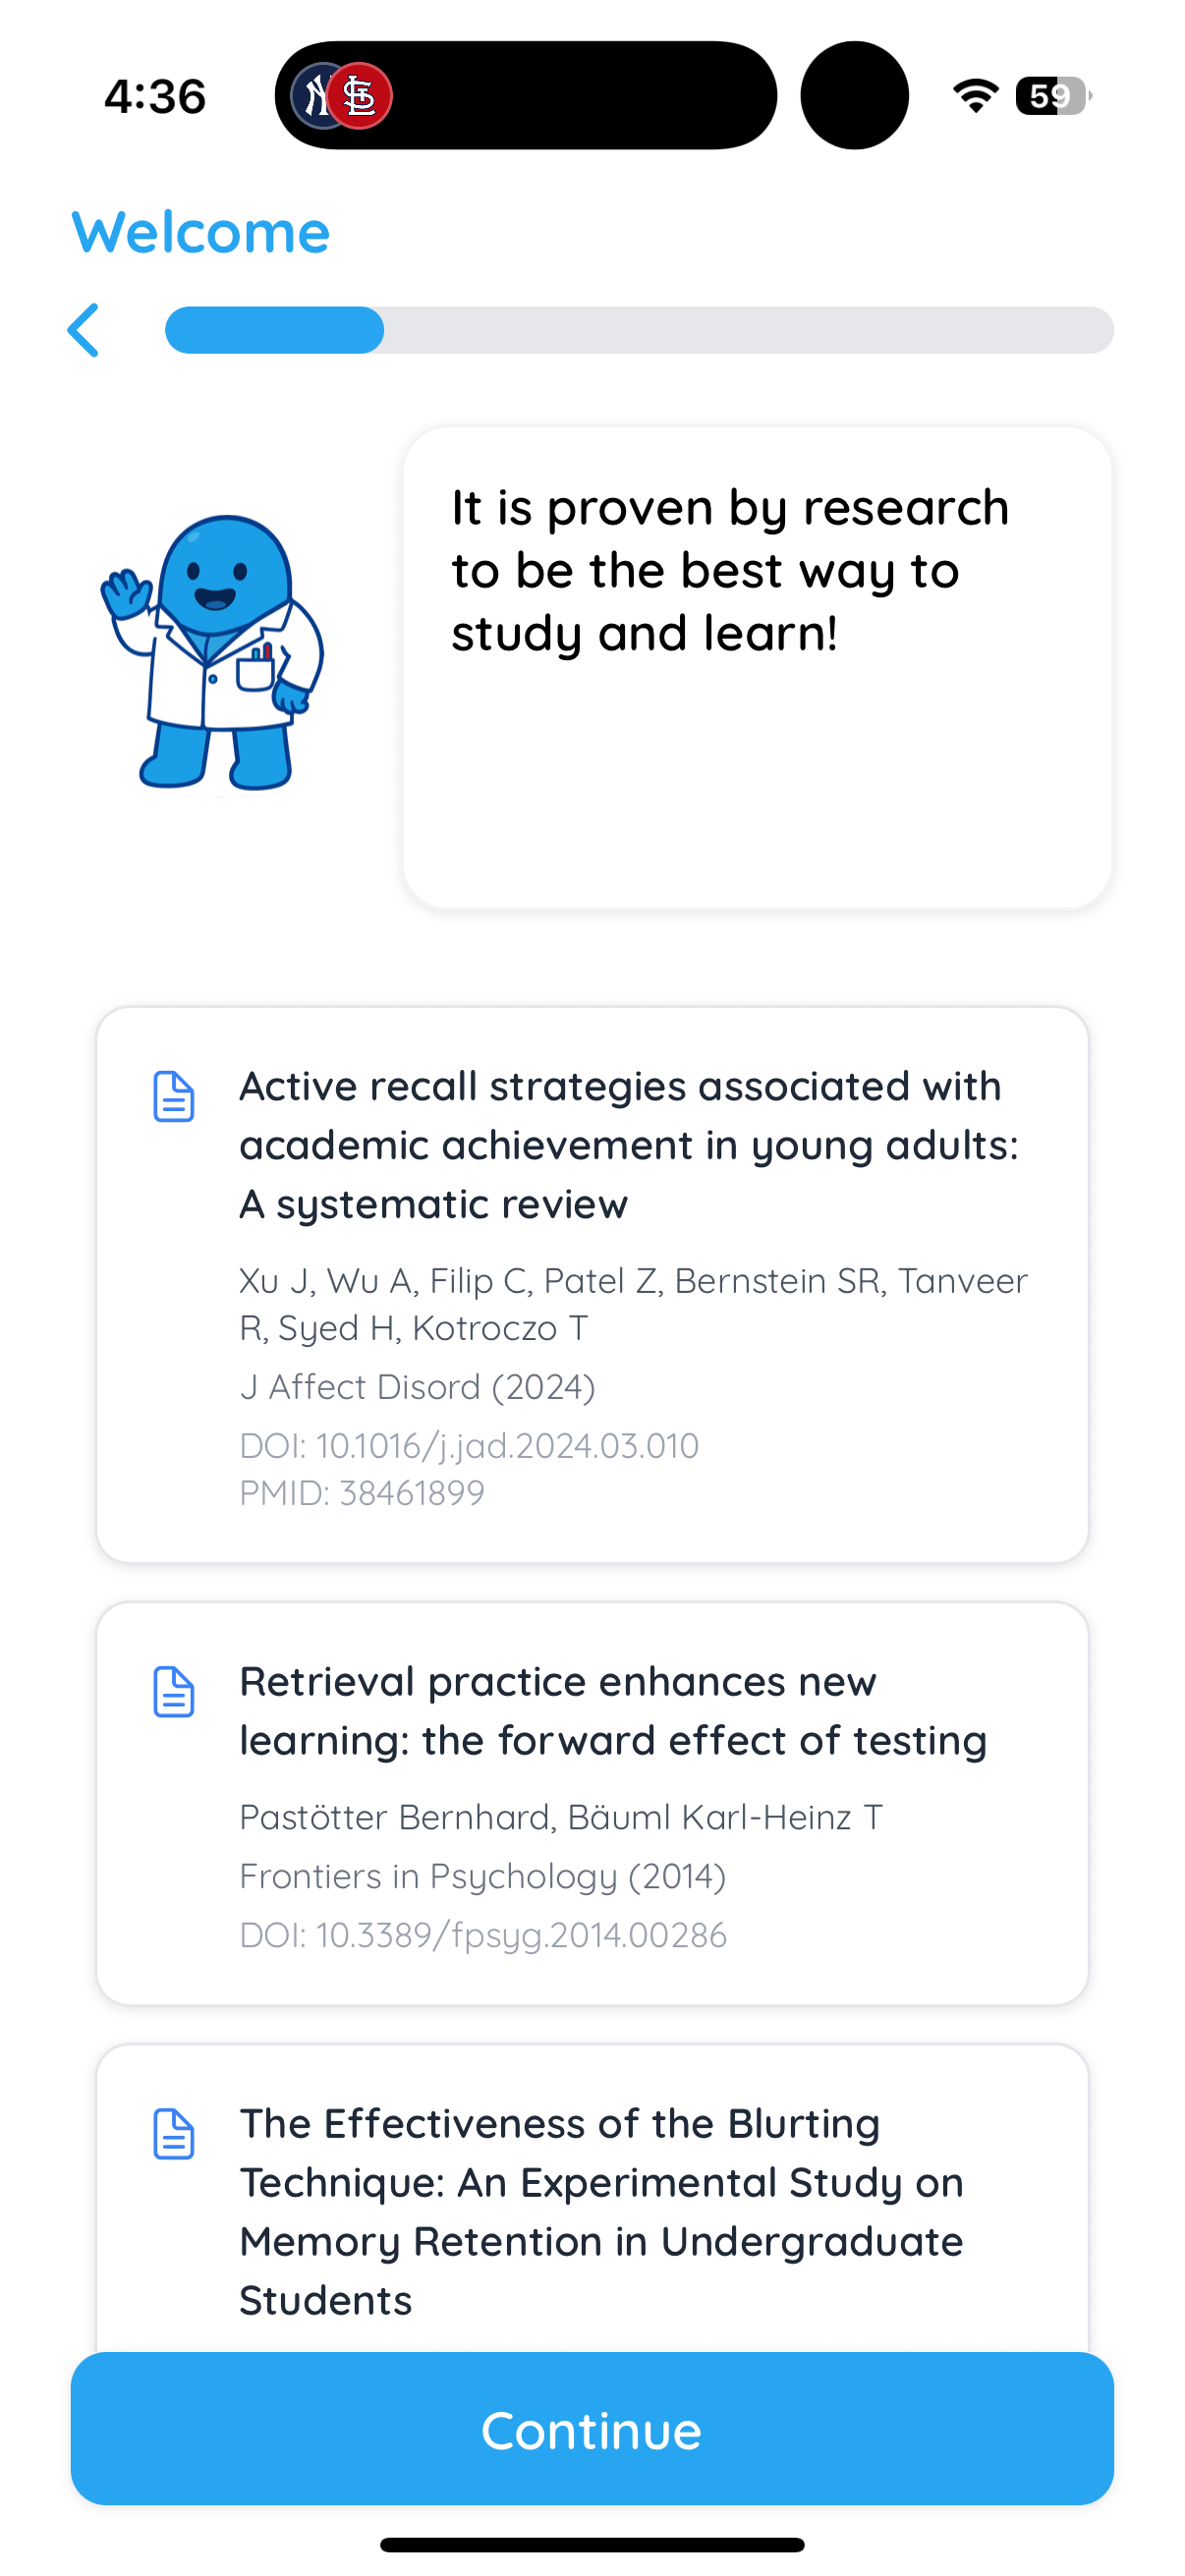 4:36
59
Welcome
It is proven by research
to be the best way to
study and learn!
Active recall strategies associated with
academic achievement in young adults:
A systematic review
Xu J, Wu A, Filip C, Patel Z, Bernstein SR, Tanveer
R, Syed H, Kotroczo T
J Affect Disord (2024)
DOI: 10.1016/j.jad.2024.03.010
PMID: 38461899
Retrieval practice enhances new
learning: the forward effect of testing
Pastötter Bernhard, Bäuml Karl-Heinz T
Frontiers in Psychology (2014)
DOI: 10.3389/fpsyg.2014.00286
The Effectiveness of the Blurting
Technique: An Experimental Study on
Memory Retention in Undergraduate
Students
Continue